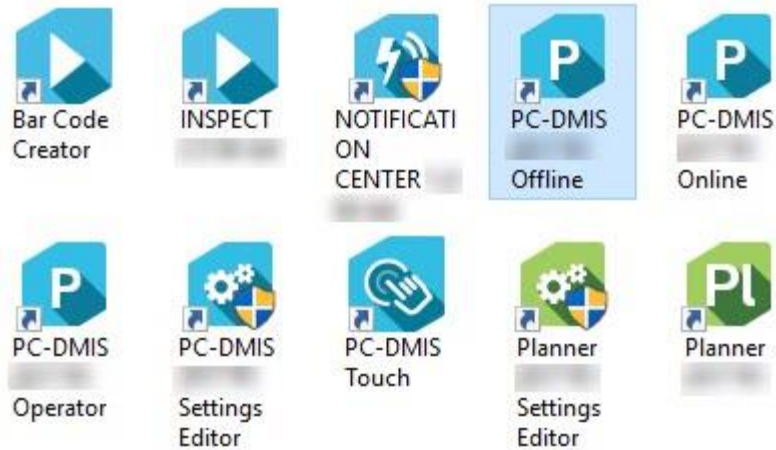 P
P
Bar Code
Creator
INSPECT
NOTIFICATI
ON
CENTER
PC-DMIS
Offline
PC-DMIS
Online
P
Pl
PC-DMIS
Operator
PC-DMIS
Settings
Editor
PC-DMIS
Touch
Planner
Settings
Editor
Planner